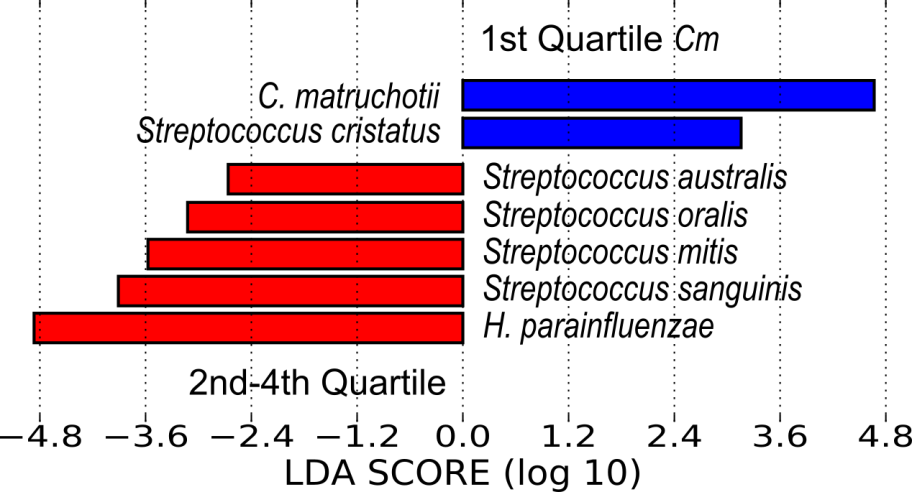 1st Quartile Cm
C. matruchotii
Streptococcus cristatus
Streptococcus australis
Streptococcus oralis
Streptococcus mitis
Streptococcus sanguinis
H. parainfluenzae
2nd-4th Quartile
−4.8 −3.6 −2.4 −1.2 0.0 1.2 2.4 3.6 4.8
LDA SCORE (log 10)